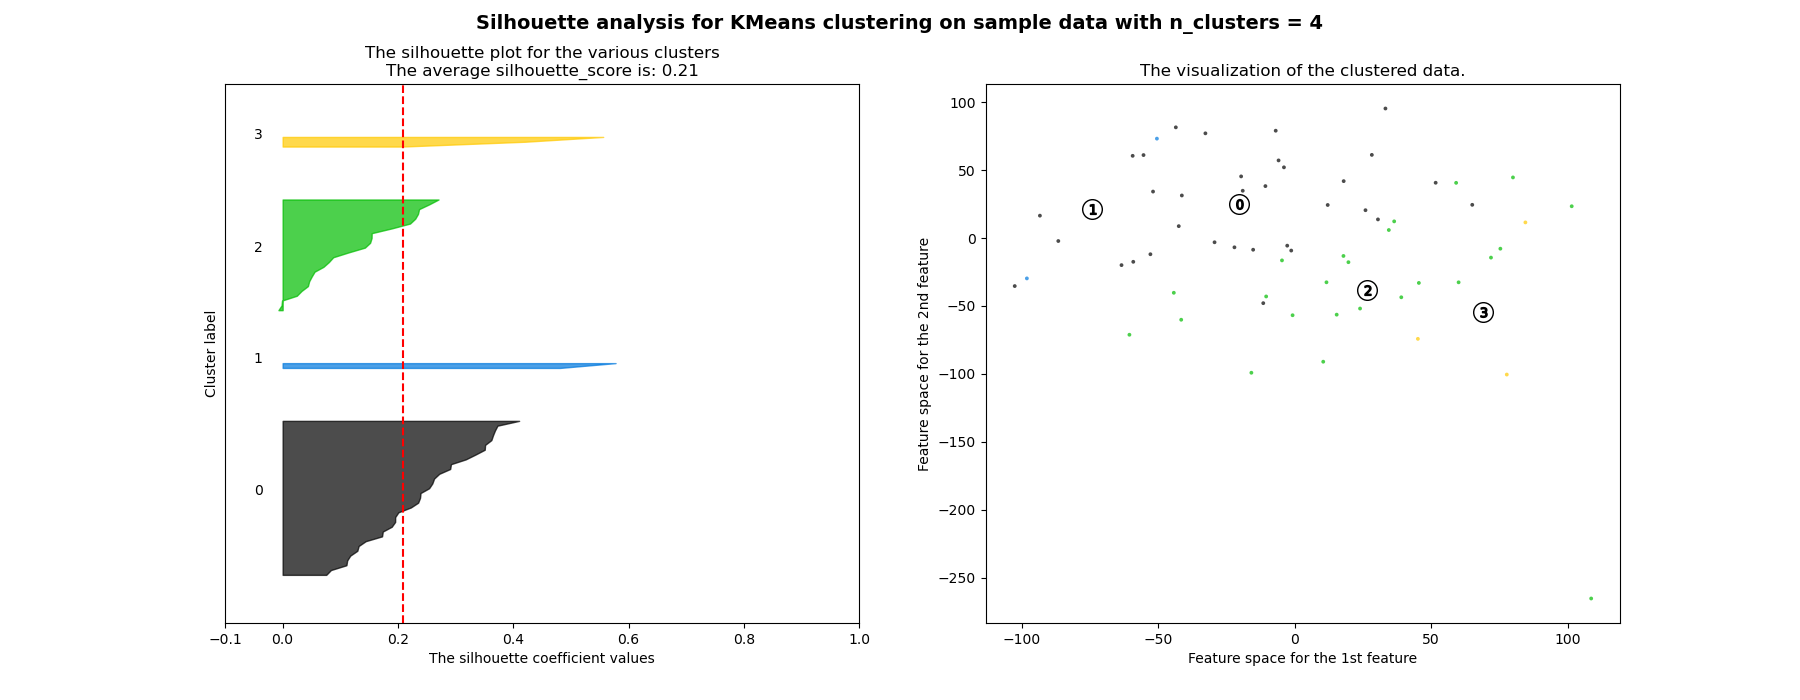 Silhouette analysis for KMeans clustering on sample data with n_clusters = 4
The silhouette plot for the various clusters
The average silhouette_score is: 0.21
3
2
1
0
Cluster label
−0.1 0.0 0.2 0.4 0.6 0.8 1.0
The silhouette coefficient values
The visualization of the clustered data.
100
50
0
−50
−100
−150
−200
−250
Feature space for the 2nd feature
1
0
2
3
−100 −50 0 50 100
Feature space for the 1st feature